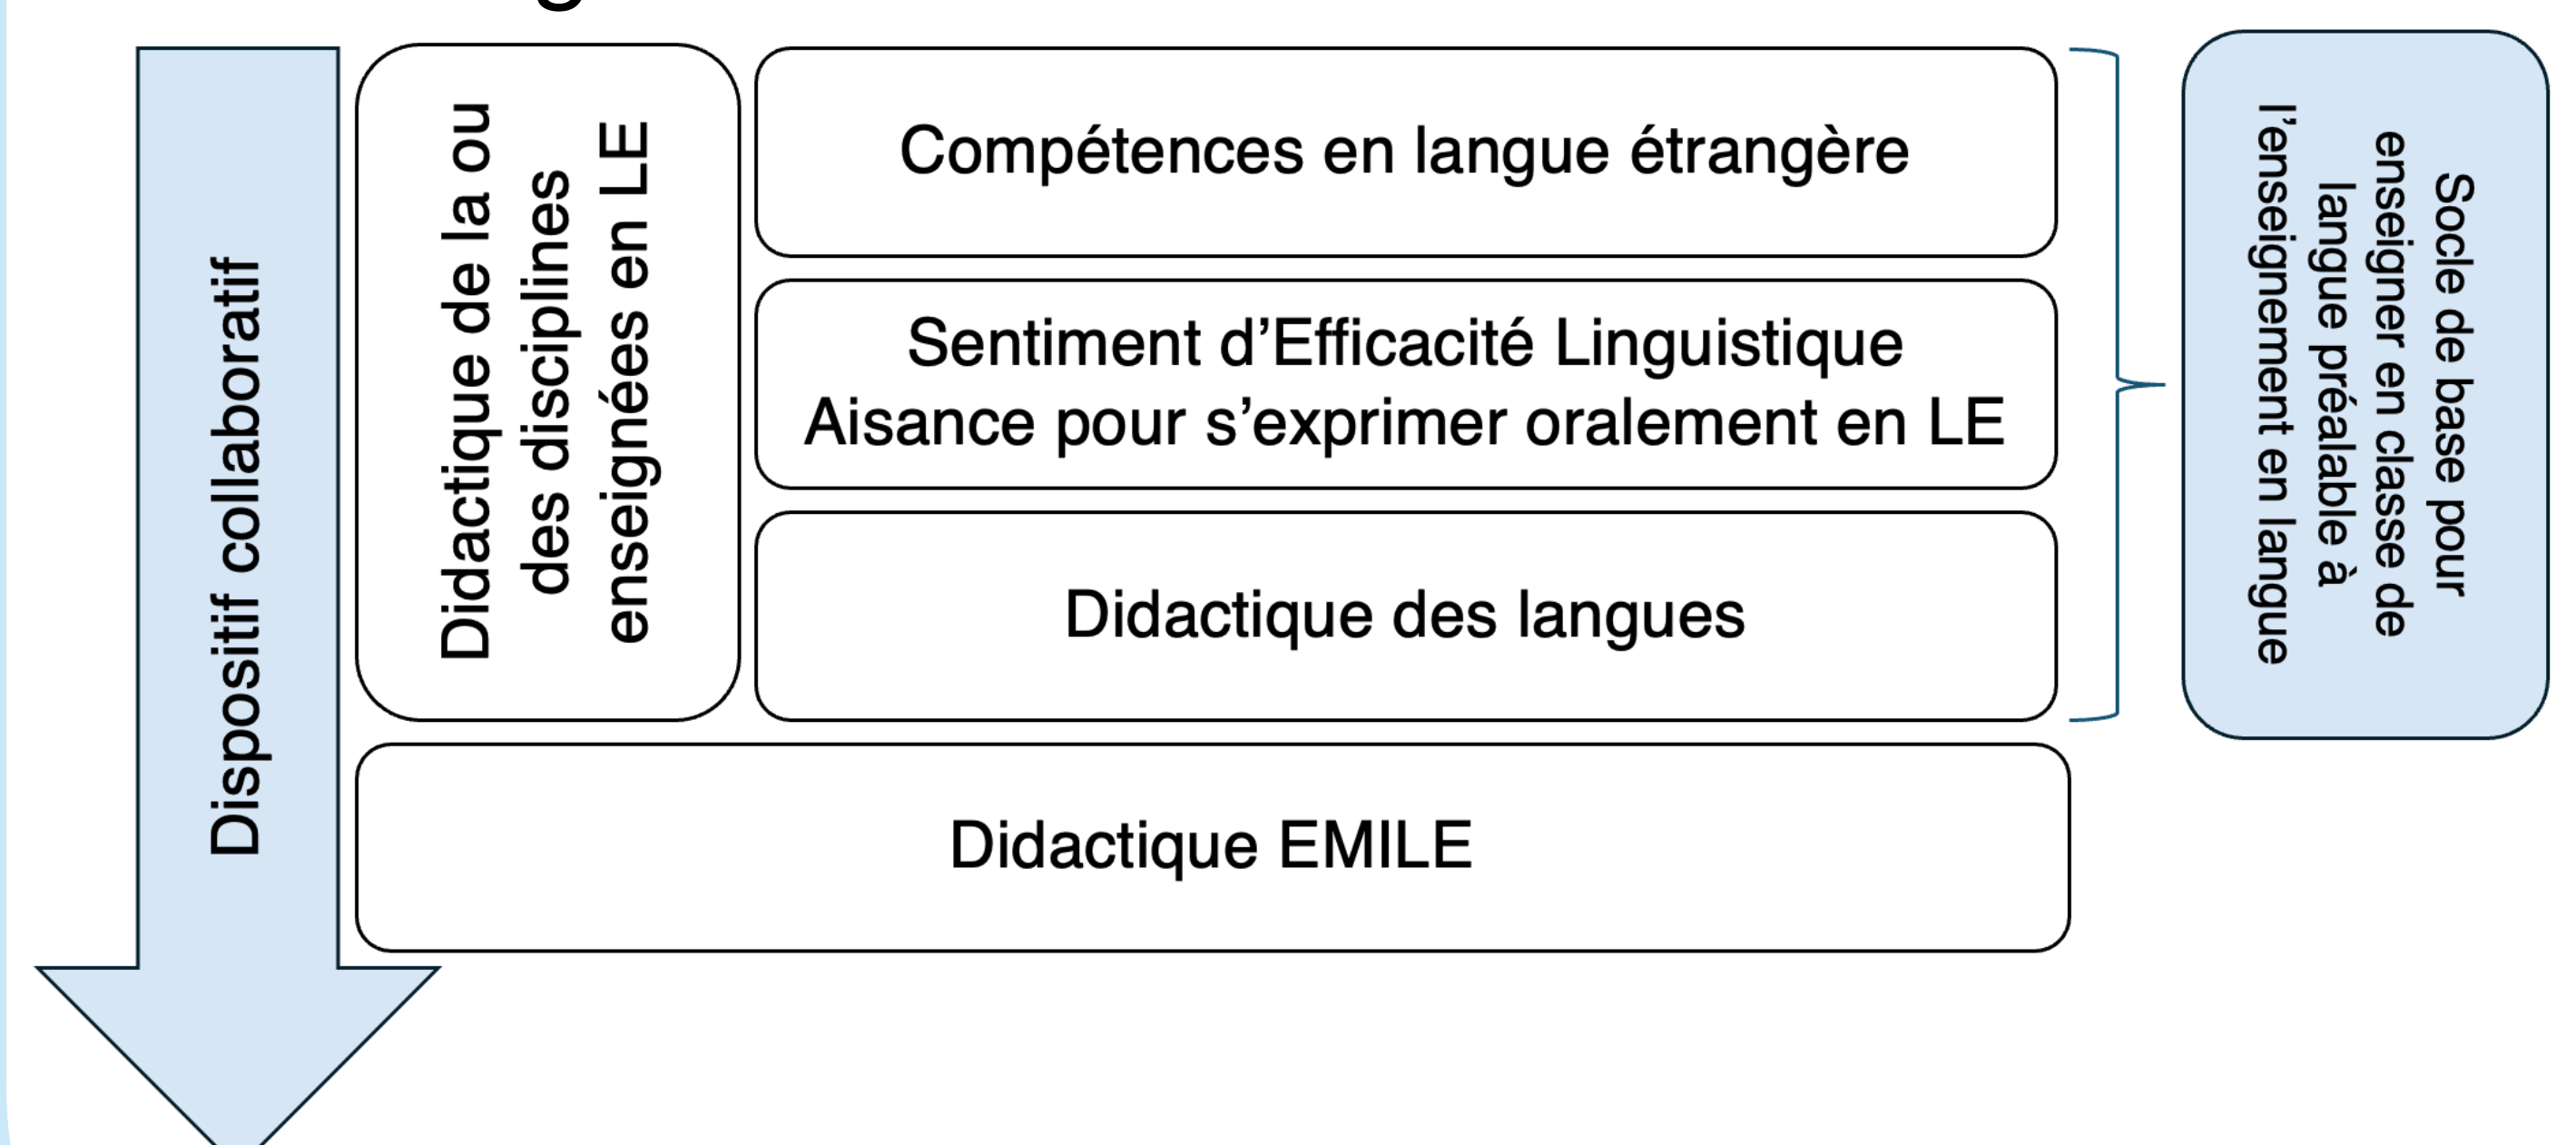 Dispositif collaboratif
Didactique de la ou
des disciplines
enseignées en LE
Compétences en langue étrangère
Sentiment d’Efficacité Linguistique
Aisance pour s’exprimer oralement en LE
Didactique des langues
Didactique EMILE
Socle de base pour
enseigner en classe de
langue préalable à
l’enseignement en langue